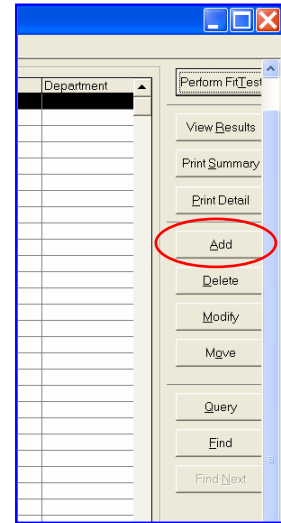 Department
Perform FitTest
View Results
Print Summary
Print Detail
Add
Delete
Modify
Move
Query
Find
Find Next